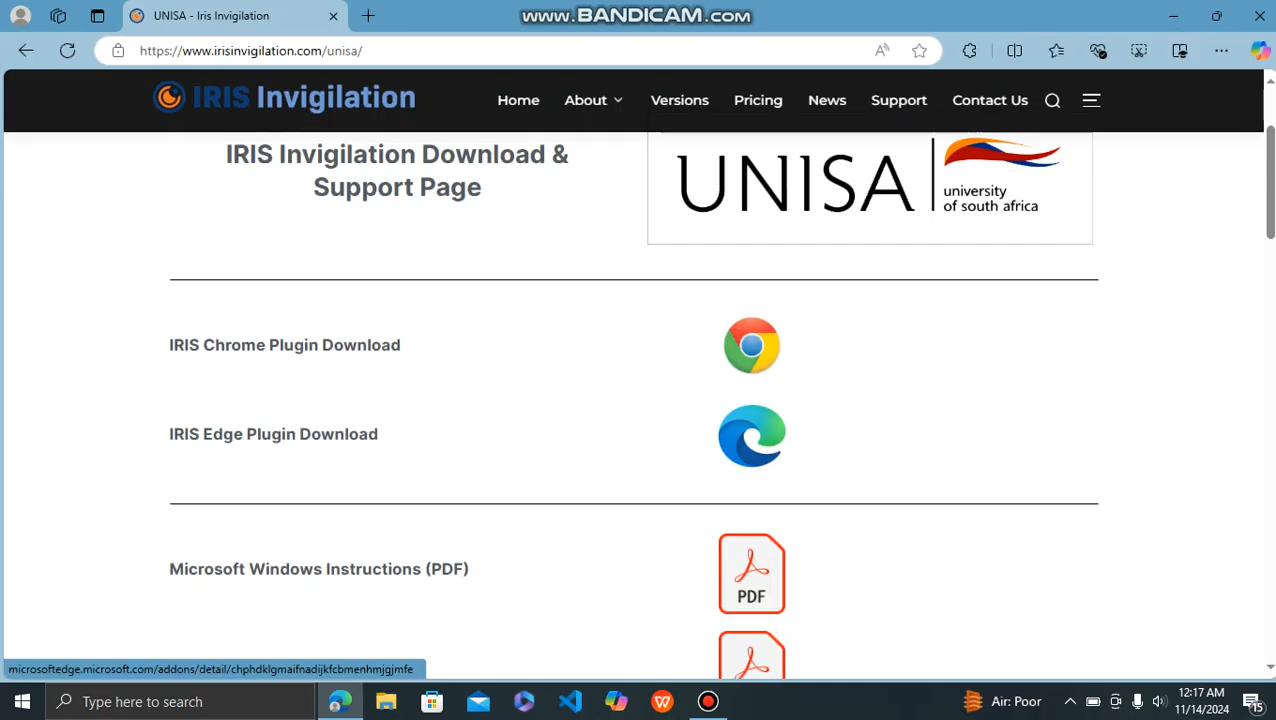 UNISA - Iris Invigilation
www.BANDICAM.com
https://www.irisinvigilation.com/unisa/
IRIS Invigilation
Home
About
Versions
Pricing
News
Support
Contact Us
IRIS Invigilation Download &
Support Page
UNISA
university
of south africa
IRIS Chrome Plugin Download
IRIS Edge Plugin Download
Microsoft Windows Instructions (PDF)
PDF
microsoftedge.microsoft.com/addons/detail/chphdklgmaifnadijkfcbmenhmjgjmfe
Type here to search
Air: Poor
12:17 AM
11/14/2024
15